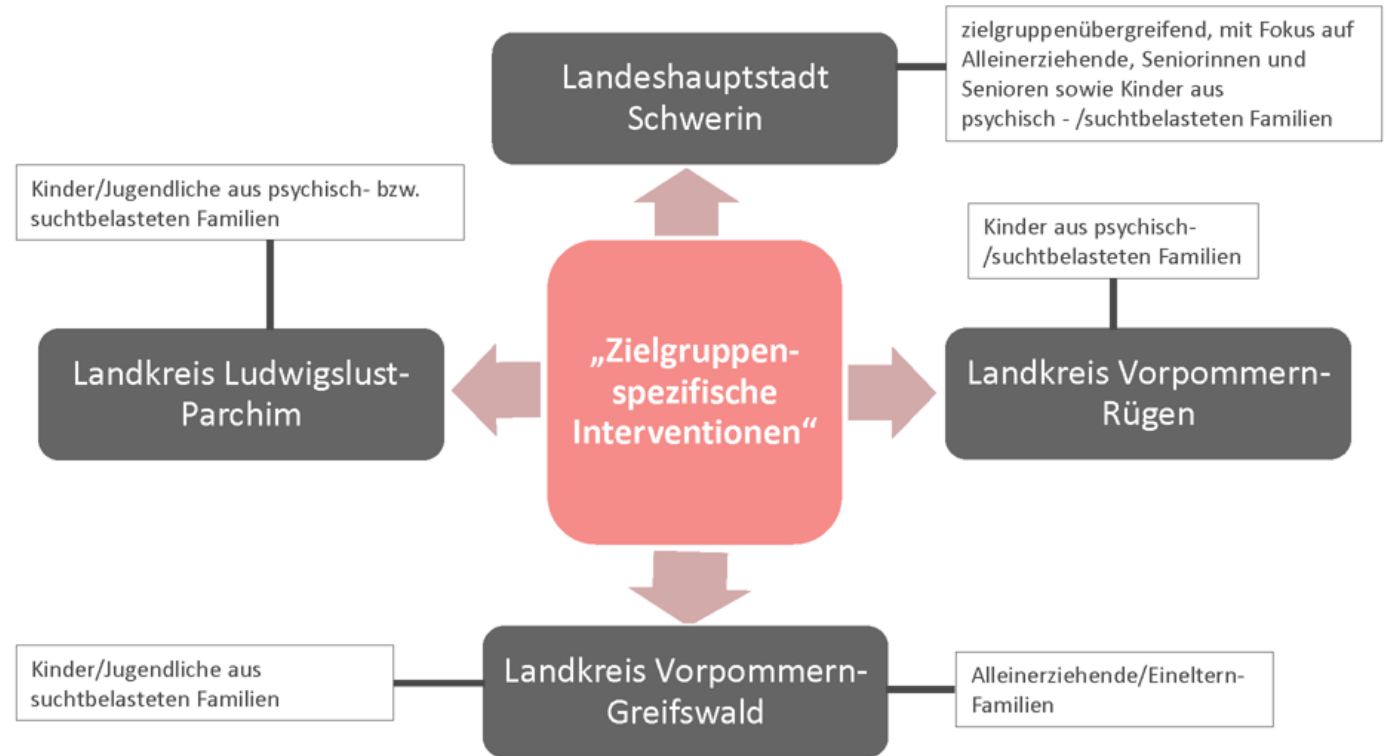 zielgruppenübergreifend, mit Fokus auf
Alleinerziehende, Seniorinnen und
Senioren sowie Kinder aus
psychisch - /suchtbelasteten Familien
Landeshauptstadt
Schwerin
Kinder/Jugendliche aus psychisch- bzw.
suchtbelasteten Familien
Kinder aus psychisch-
/suchtbelasteten Familien
Landkreis Ludwigslust-
Parchim
„Zielgruppen-
spezifische
Interventionen“
Landkreis Vorpommern-
Rügen
Kinder/Jugendliche aus
suchtbelasteten Familien
Landkreis Vorpommern-
Greifswald
Alleinerziehende/Eineltern-
Familien